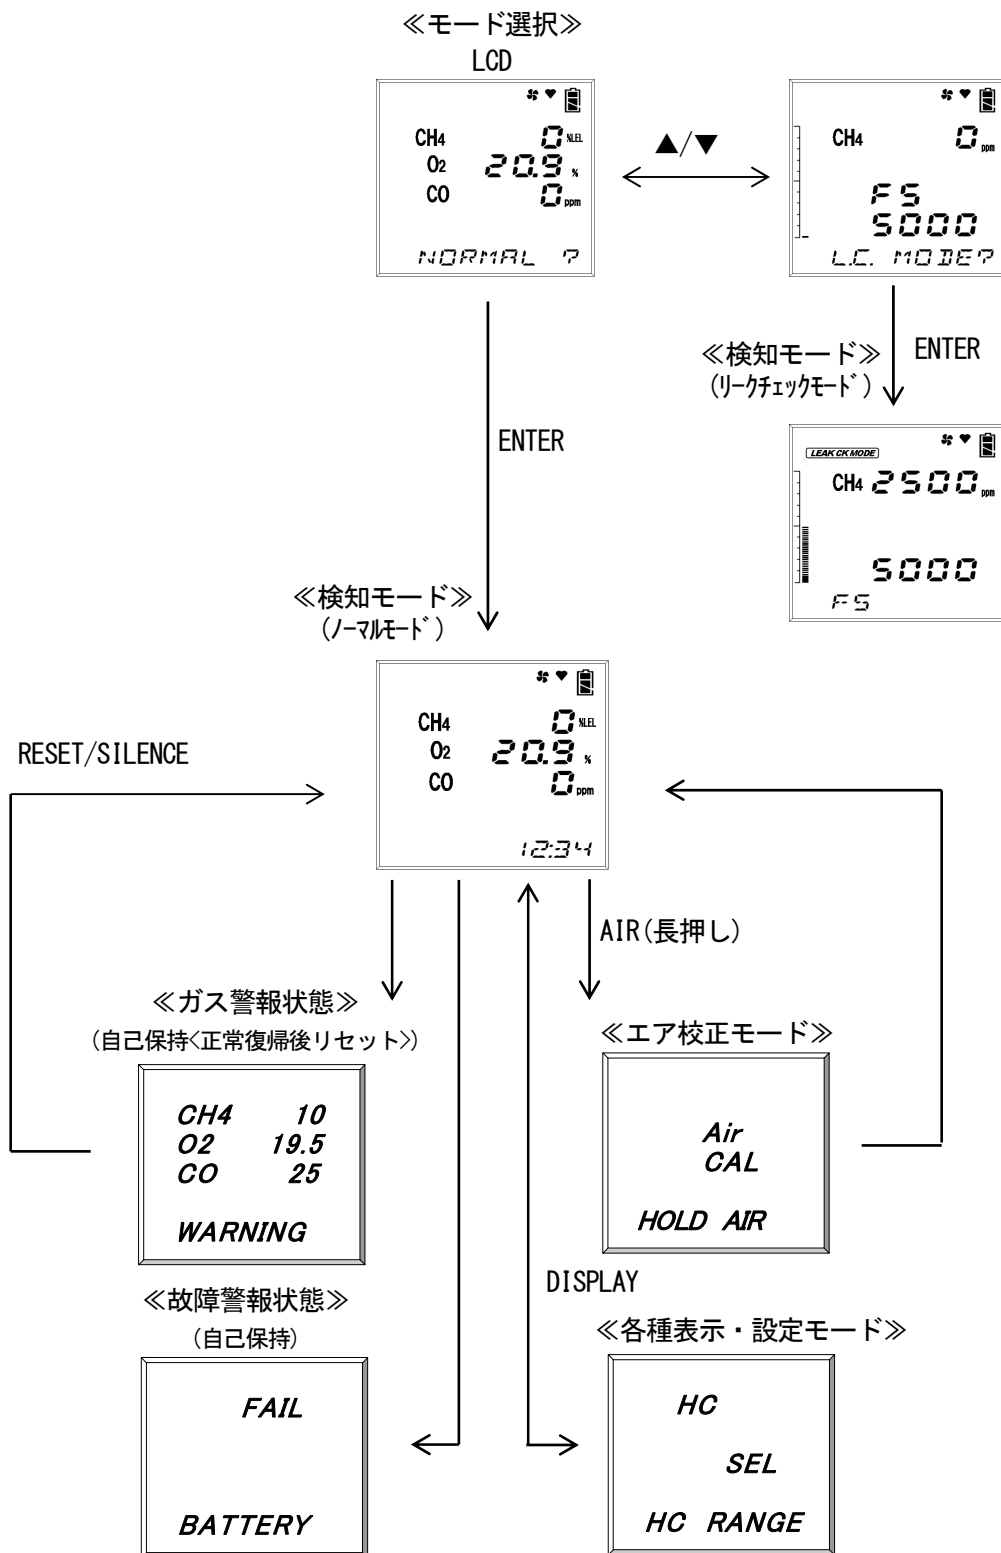 ≪モード選択≫
LCD
CH4 0 %LEL
O2 20.9 %
CO 0 ppm
NORMAL ?
▲/▼
CH4 0 ppm
FS
5000
L.C. MODE?
ENTER
≪検知モード≫
(ﾘｰｸﾁｪｯｸﾓｰﾄﾞ)
ENTER
LEAK CK MODE
CH4 2500 ppm
5000
FS
≪検知モード≫
(ﾉｰﾏﾙﾓｰﾄﾞ)
CH4 0 %LEL
O2 20.9 %
CO 0 ppm
12:34
RESET/SILENCE
AIR(長押し)
≪ガス警報状態≫
(自己保持<正常復帰後リセット>)
CH4 10
O2 19.5
CO 25
WARNING
≪エア校正モード≫
Air
CAL
HOLD AIR
DISPLAY
≪故障警報状態≫
(自己保持)
FAIL
BATTERY
≪各種表示・設定モード≫
HC
SEL
HC RANGE